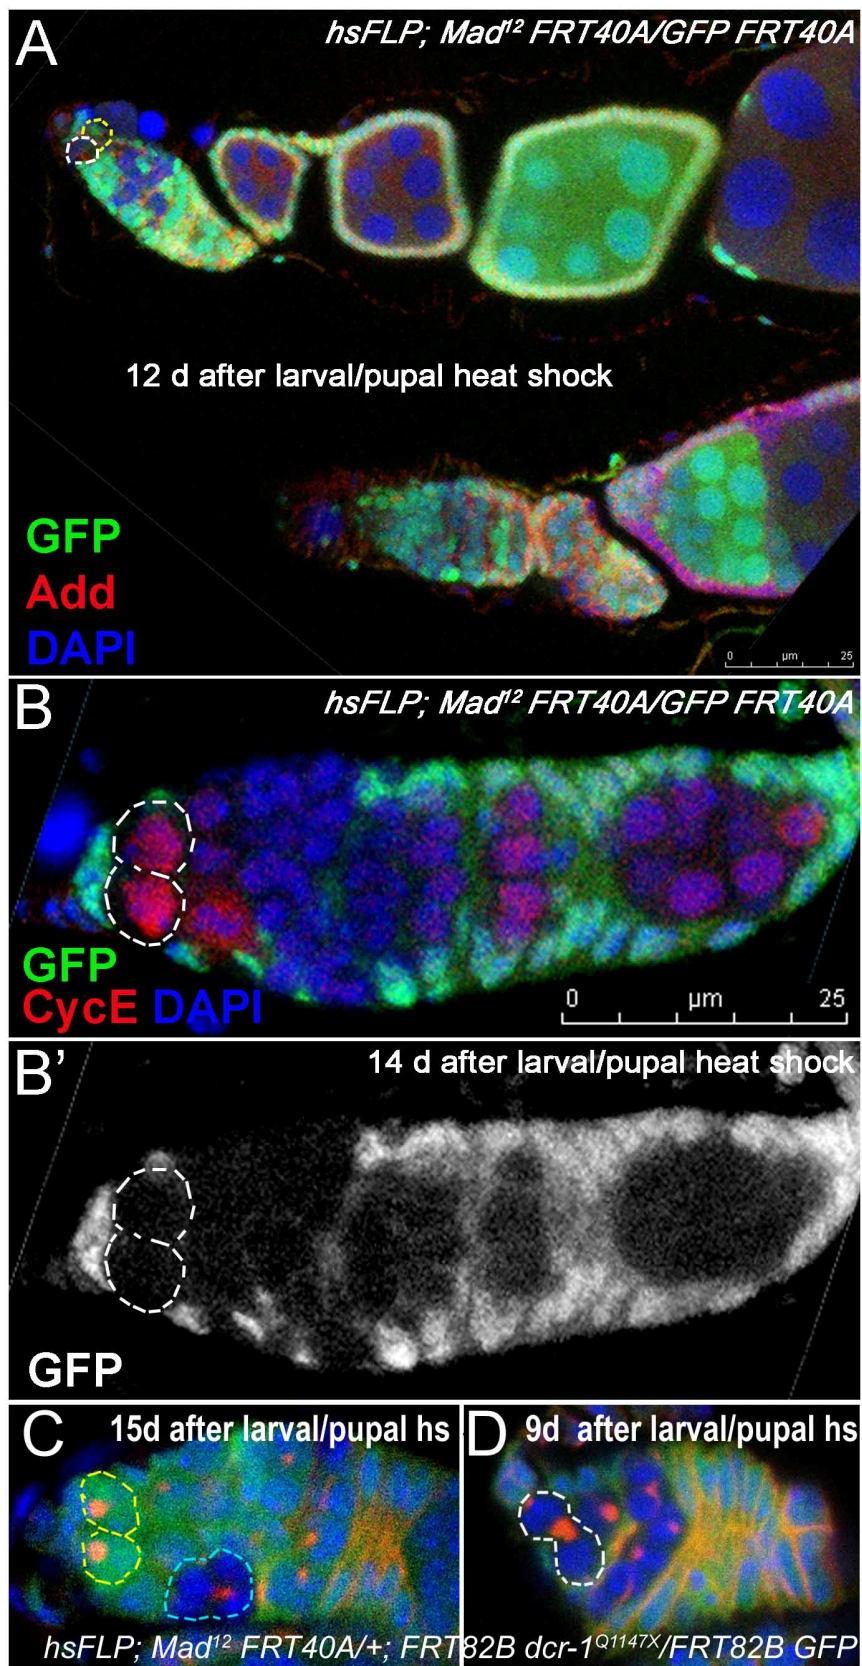 A
hsFLP; Mad¹² FRT40A/GFP FRT40A
12 d after larval/pupal heat shock
GFP
Add
DAPI
0 µm 25
B
hsFLP; Mad¹² FRT40A/GFP FRT40A
GFP
CycE DAPI
0 µm 25
B’
14 d after larval/pupal heat shock
GFP
C 15d after larval/pupal hs
D 9d after larval/pupal hs
hsFLP; Mad¹² FRT40A/+; FRT82B dcr-1Q1147X/FRT82B GFP